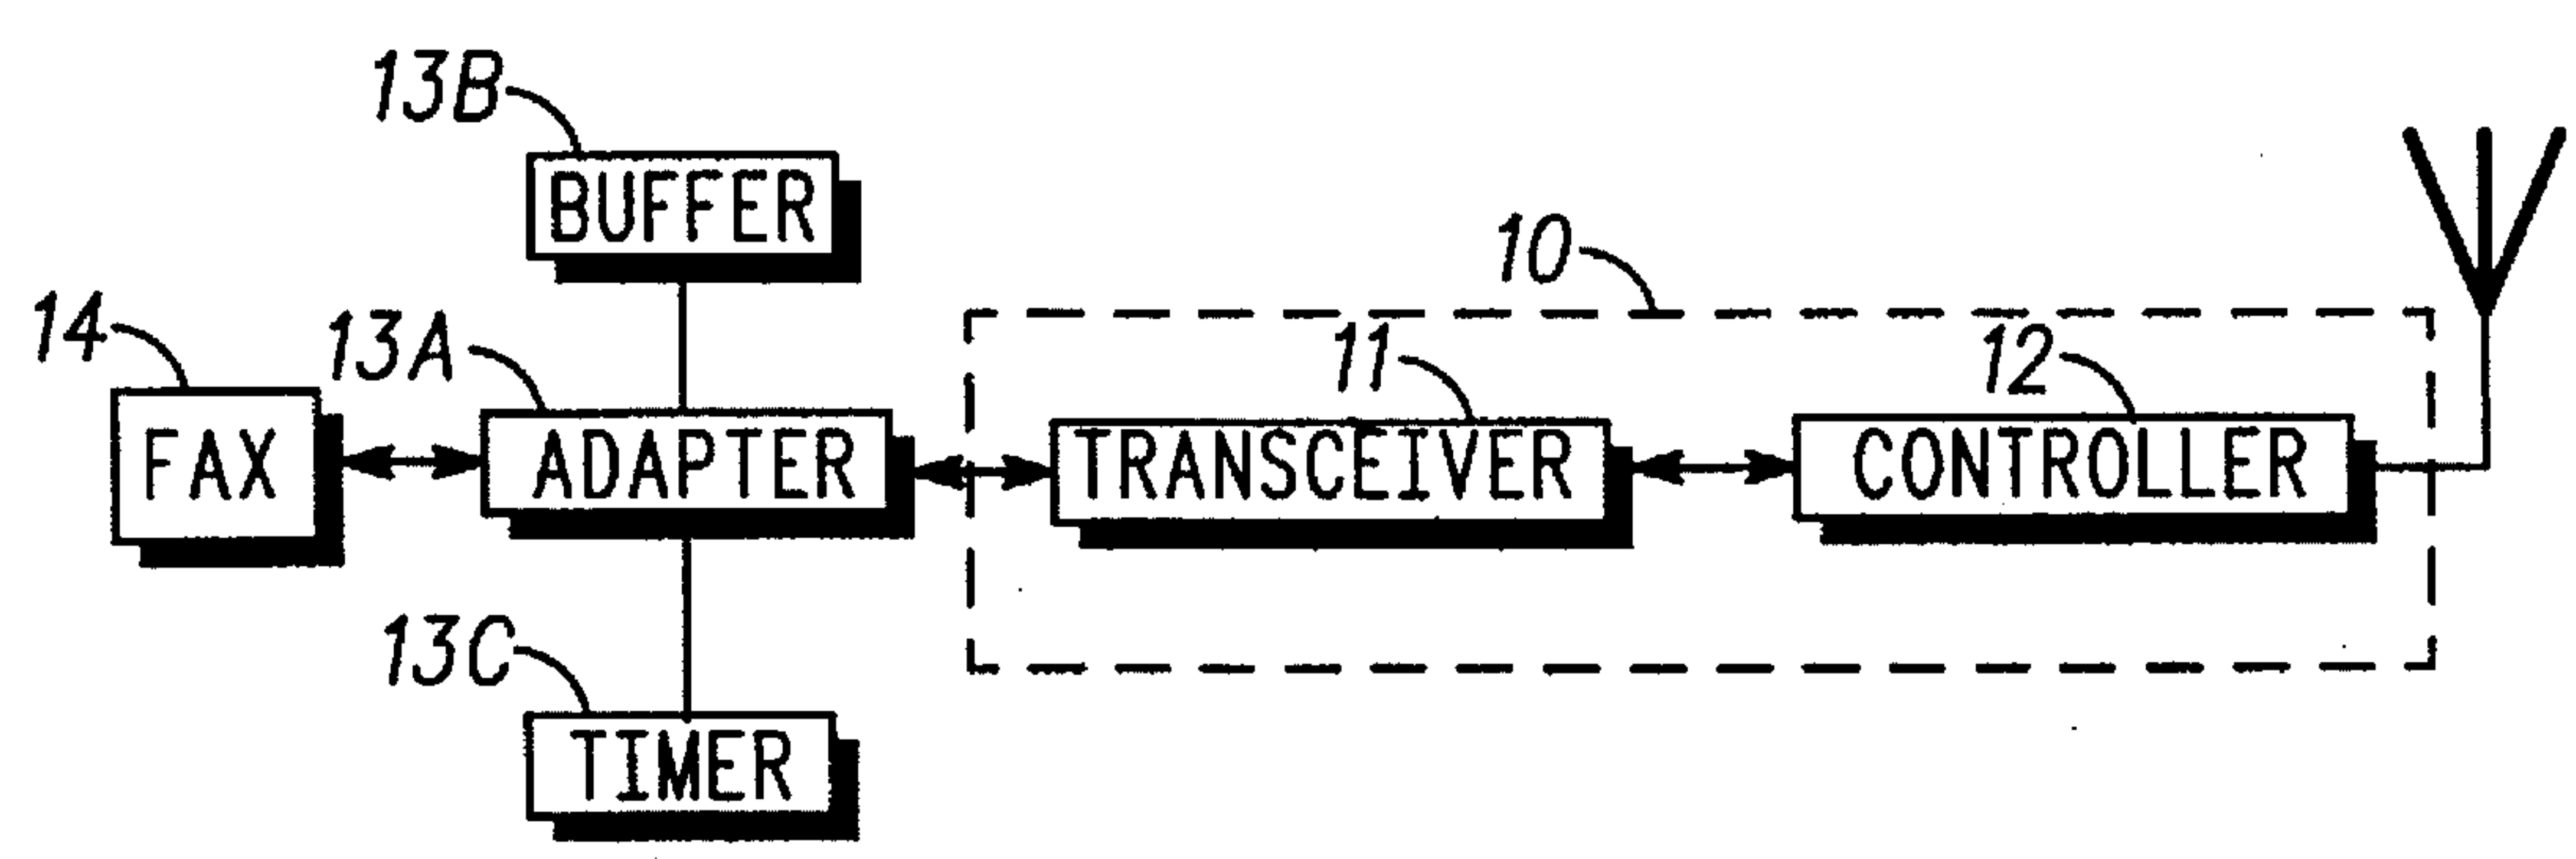 13B
BUFFER
10
14
13A
11
12
FAX
ADAPTER
TRANSCEIVER
CONTROLLER
13C
TIMER